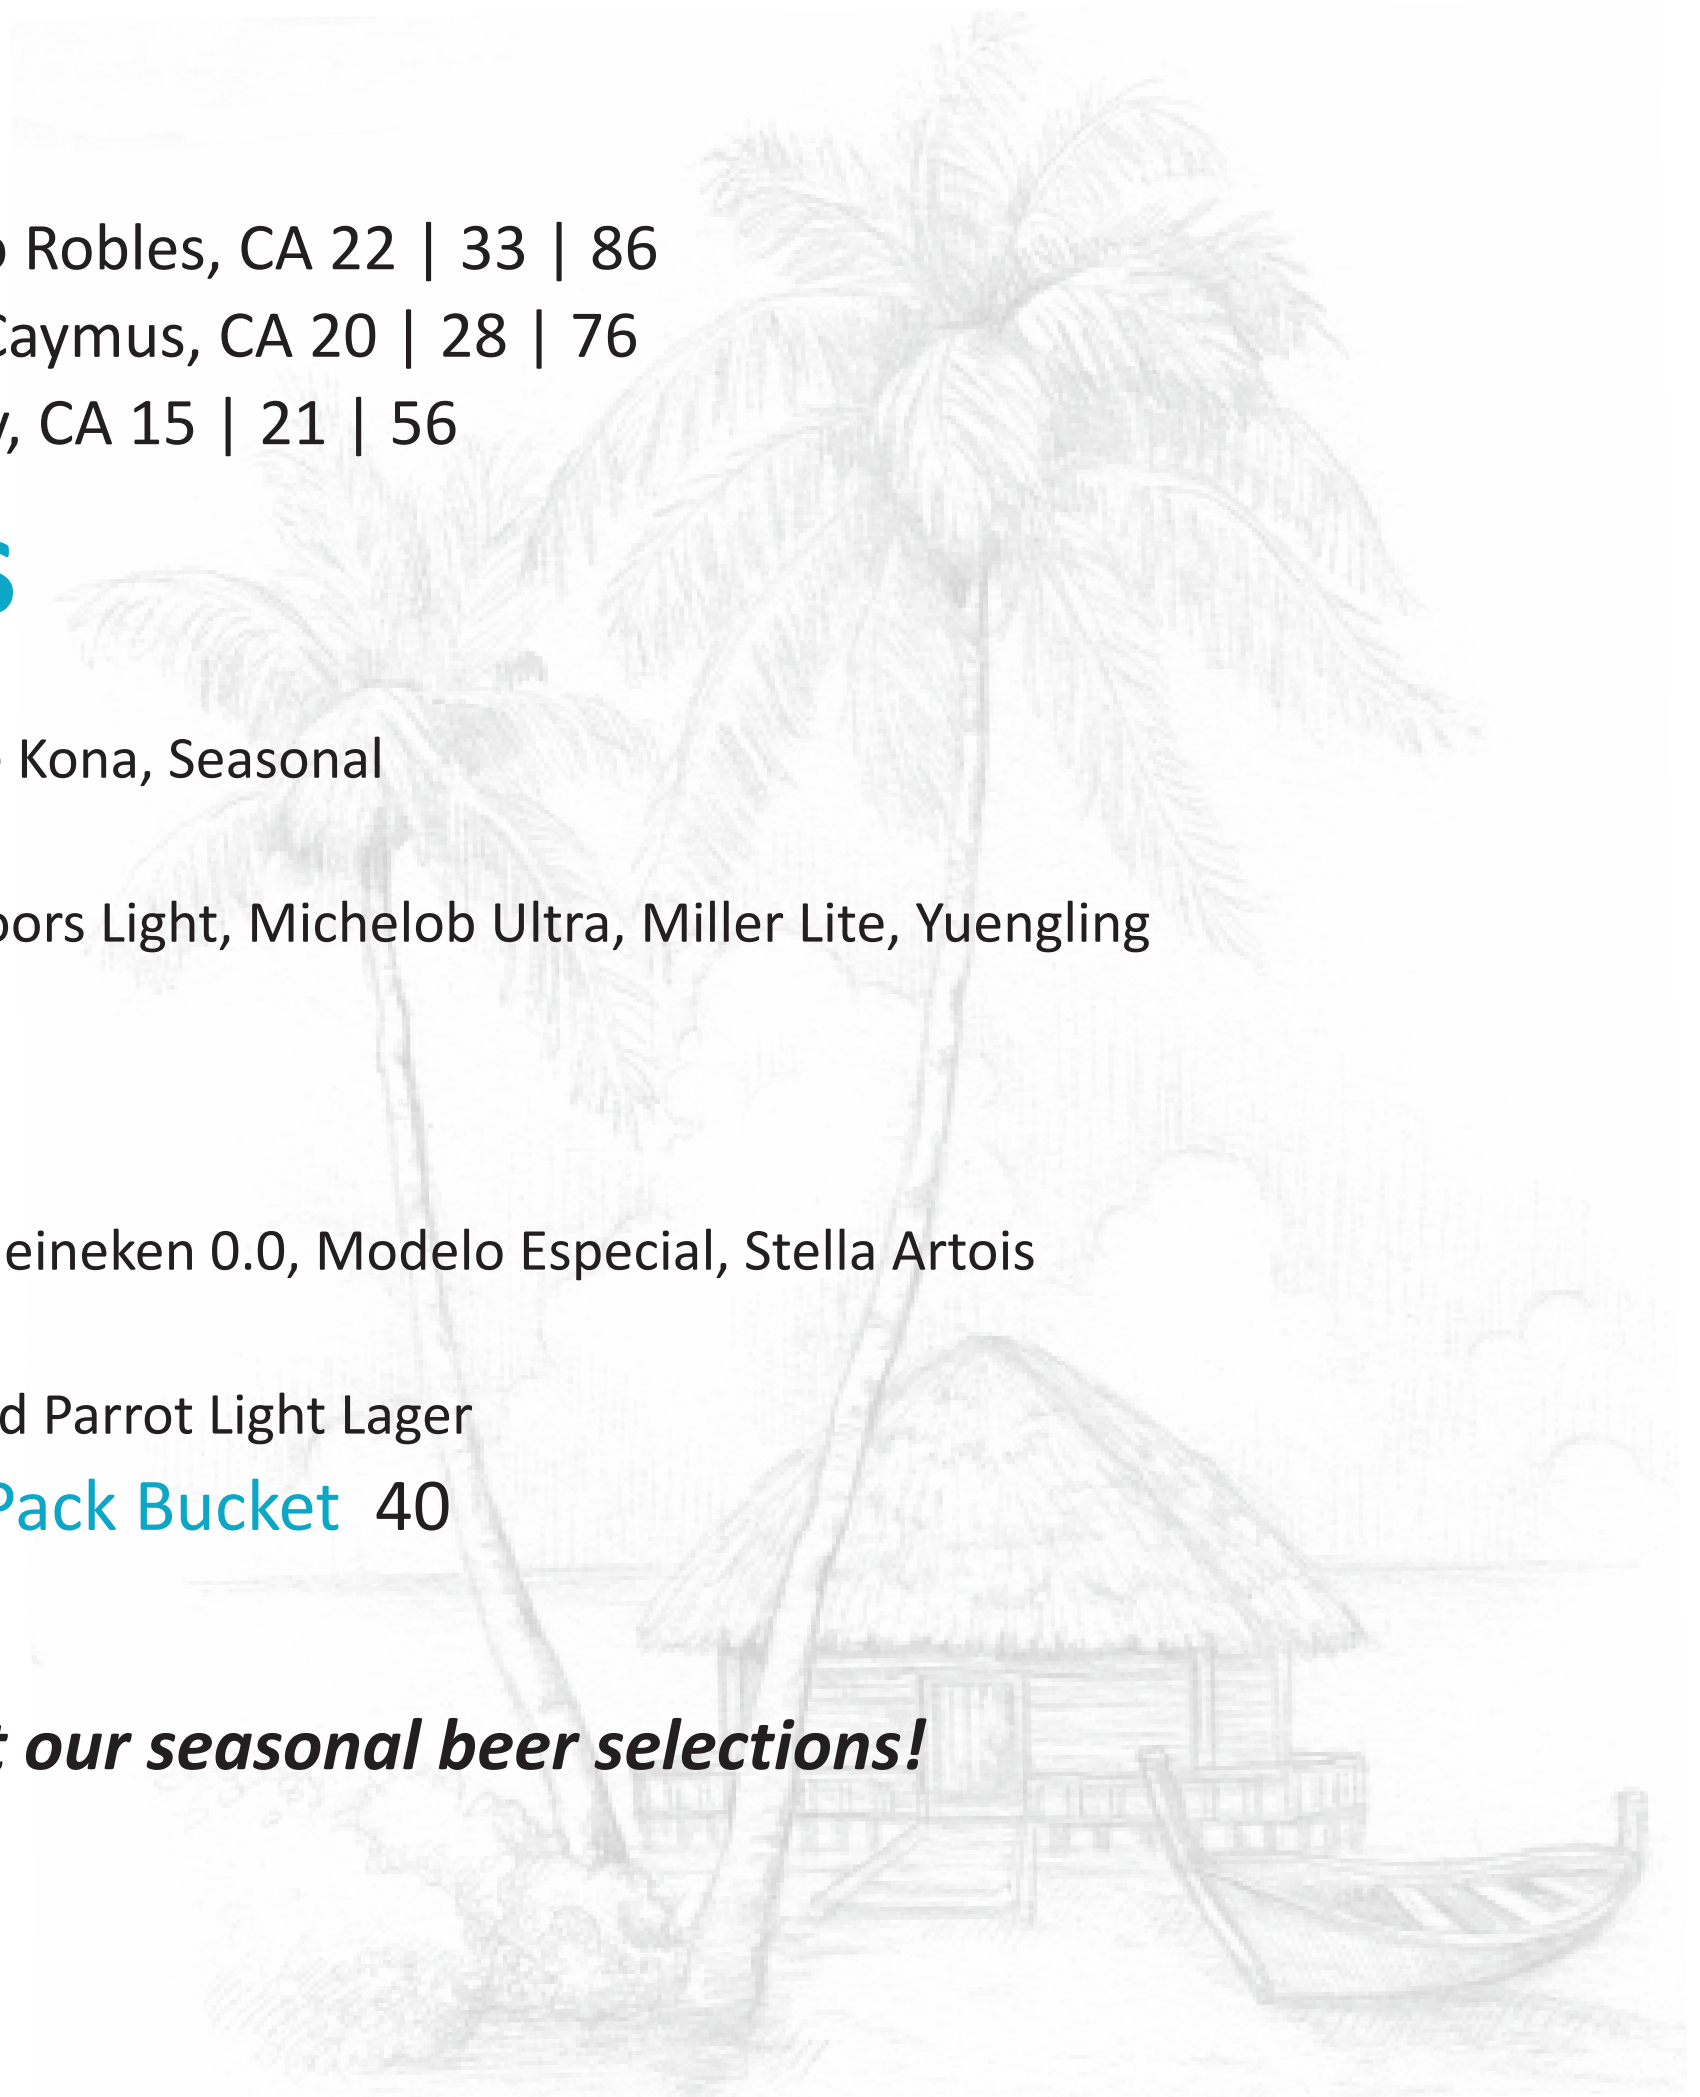 Robles, CA 22 | 33 | 86
Caymus, CA 20 | 28 | 76
, CA 15 | 21 | 56
s
Kona, Seasonal
oors Light, Michelob Ultra, Miller Lite, Yuengling
eineken 0.0, Modelo Especial, Stella Artois
d Parrot Light Lager
Pack Bucket 40
t our seasonal beer selections!